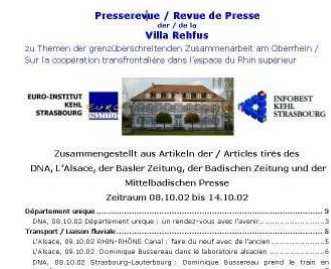 Presserevue / Revue de Presse
der / de la
Villa Rehfus
zu Themen der grenzüberschreitenden Zusammenarbeit am Oberrhein /
Sur la coopération transfrontalière dans l'espace du Rhin supérieur
EURO-INSTITUT
KEHL
STRASBOURG
EURO
INSTITUT
INFOBEST
KEHL
STRASBOURG
Zusammengestellt aus Artikeln der / Articles tirés des
DNA, L'Alsace, der Basler Zeitung, der Badischen Zeitung und der
Mittelbadischen Presse
Zeitraum 08.10.02 bis 14.10.02
Département unique
DNA, 08.10.02 Département unique : un rendez-vous avec l'avenir
Transport / Liaison fluviale
L'Alsace, 08.10.02 RHIN-RHÔNE Canal : faire du neuf avec de l'ancien
L'Alsace, 08.10.02 Dominique Bussereau dans le laboratoire alsacien
DNA, 08.10.02 Strasbourg-Lauterbourg : Dominique Bussereau prend le train en